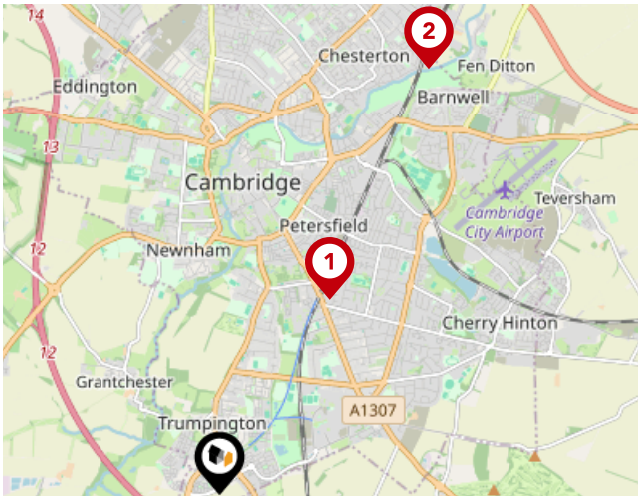 14
2
Chesterton
Fen Ditton
Eddington
Barnwell
13
Cambridge
Teversham
Cambridge
City Airport
Petersfield
12
Newnham
1
Cherry Hinton
12
Grantchester
A1307
Trumpington
11